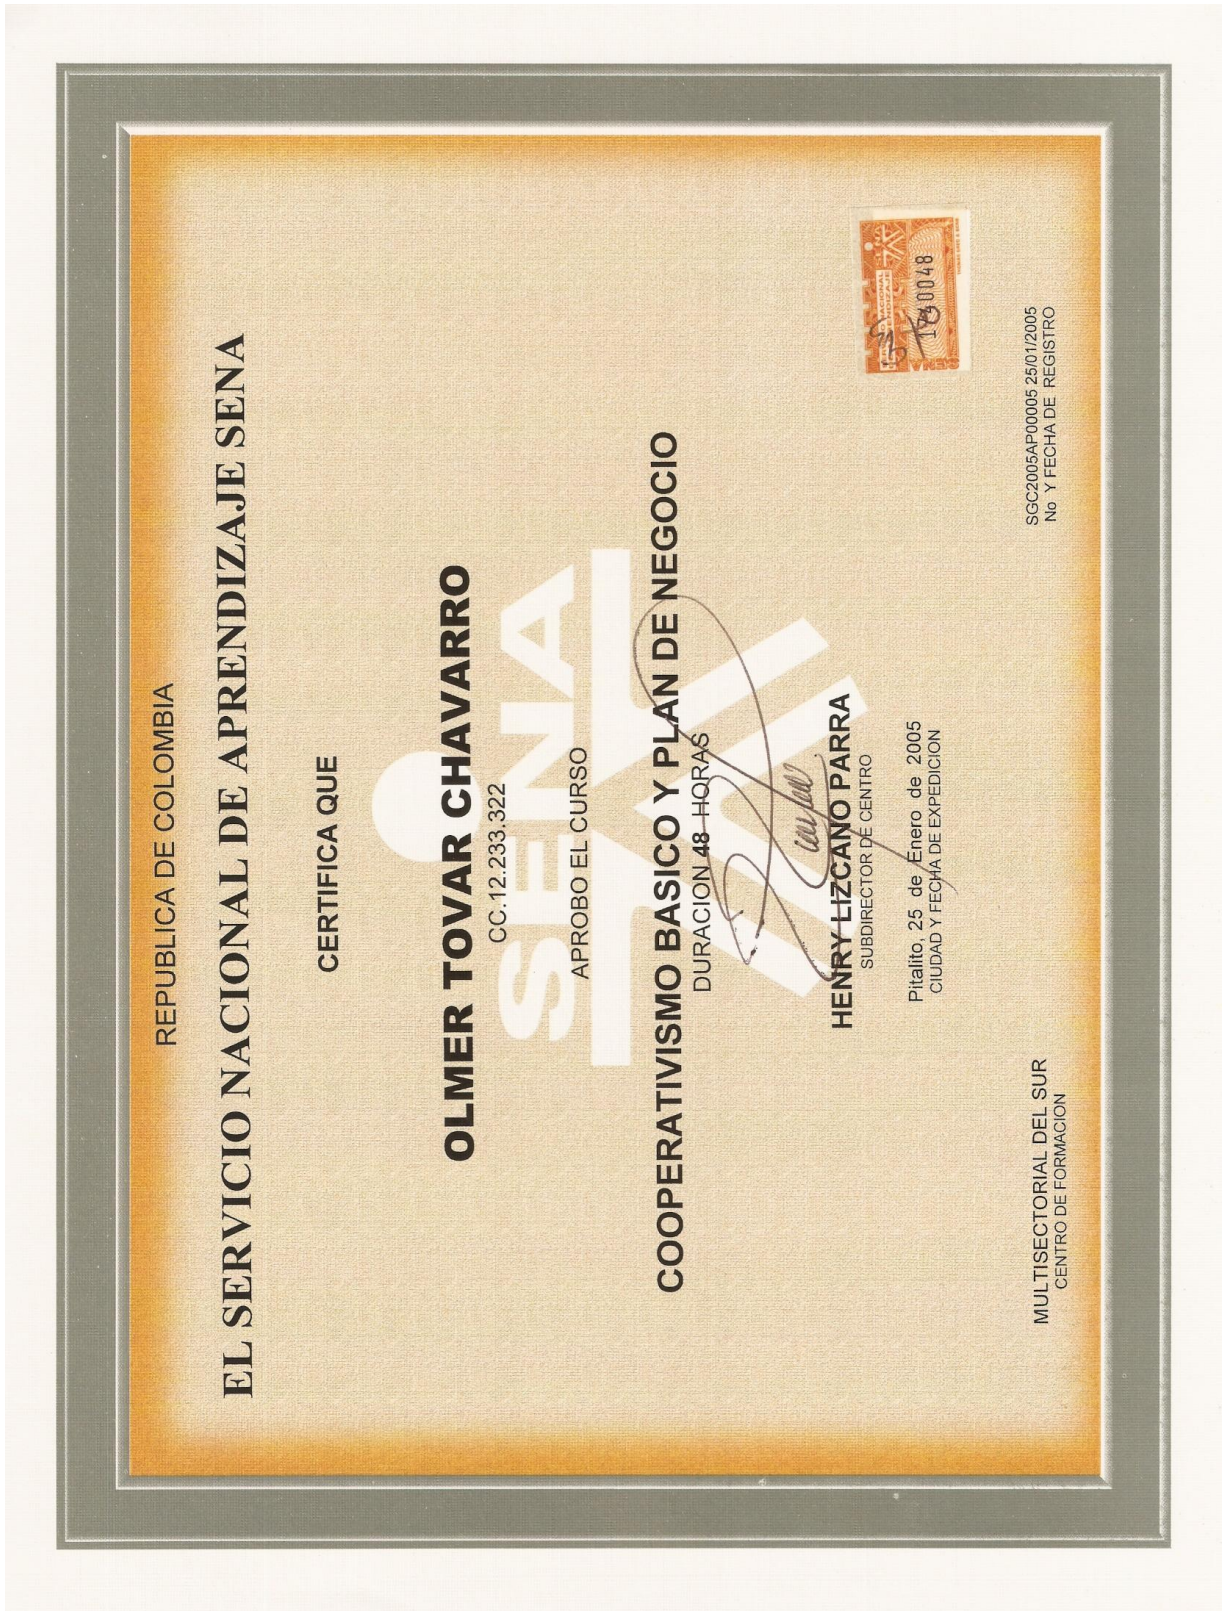 REPUBLICA DE COLOMBIA
EL SERVICIO NACIONAL DE APRENDIZAJE SENA
CERTIFICA QUE
OLMER TOVAR CHAVARRO
CC.12.233.322
SENA
APROBO EL CURSO
COOPERATIVISMO BASICO Y PLAN DE NEGOCIO
DURACION 48 HORAS
HENRY LIZCANO PARRA
SUBDIRECTOR DE CENTRO
Pitalito, 25 de Enero de 2005
CIUDAD Y FECHA DE EXPEDICION
MULTISECTORIAL DEL SUR
CENTRO DE FORMACION
SENA
SGC2005AP00005 25/01/2005
No Y FECHA DE REGISTRO